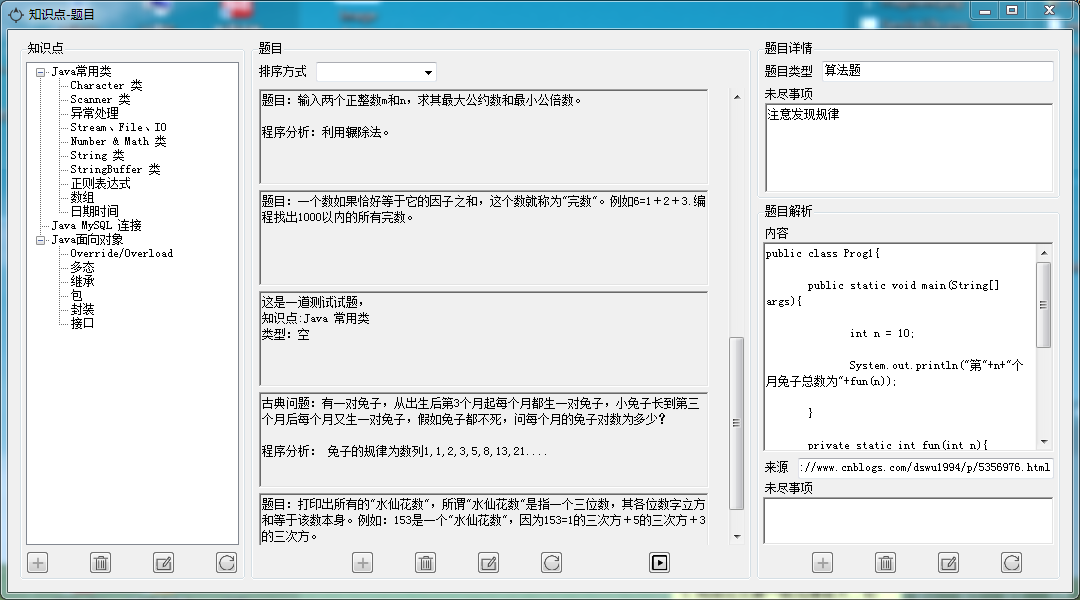 知识点-题目
知识点
Java常用类
Character 类
Scanner 类
异常处理
Stream、File、IO
Number & Math 类
String 类
StringBuffer 类
正则表达式
数组
日期时间
Java MySQL 连接
Java面向对象
Override/Overload
多态
继承
包
封装
接口
题目
排序方式
题目：输入两个正整数m和n，求其最大公约数和最小公倍数。
程序分析：利用辗除法。
题目：一个数如果恰好等于它的因子之和，这个数就称为"完数"。例如6=1＋2＋3.编
程找出1000以内的所有完数。
这是一道测试试题，
知识点:Java 常用类
类型：空
古典问题：有一对兔子，从出生后第3个月起每个月都生一对兔子，小兔子长到第三
个月后每个月又生一对兔子，假如兔子都不死，问每个月的兔子对数为多少？
程序分析： 兔子的规律为数列1,1,2,3,5,8,13,21....
题目：打印出所有的"水仙花数"，所谓"水仙花数"是指一个三位数，其各位数字立方
和等于该数本身。例如：153是一个"水仙花数"，因为153=1的三次方＋5的三次方＋3
的三次方。
题目详情
题目类型 算法题
未尽事项
注意发现规律
题目解析
内容
public class Prog1{
public static void main(String[]
args){
int n = 10;
System.out.println("第"+n+"个
月兔子总数为"+fun(n));
}
private static int fun(int n){
来源 ://www.cnblogs.com/dswu1994/p/5356976.html
未尽事项